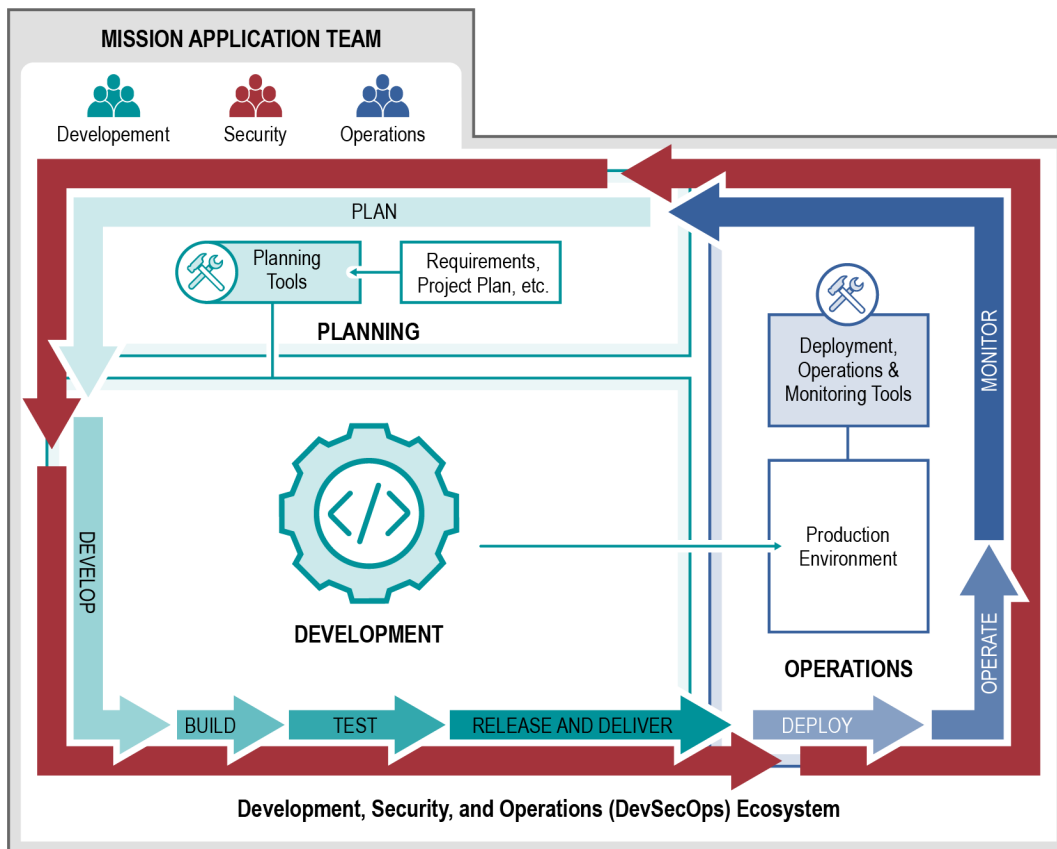 MISSION APPLICATION TEAM
Developement
Security
Operations
PLAN
Planning
Tools
Requirements,
Project Plan, etc.
PLANNING
Deployment,
Operations &
Monitoring Tools
MONITOR
</>
DEVELOP
Production
Environment
DEVELOPMENT
OPERATIONS
OPERATE
BUILD
TEST
RELEASE AND DELIVER
DEPLOY
Development, Security, and Operations (DevSecOps) Ecosystem